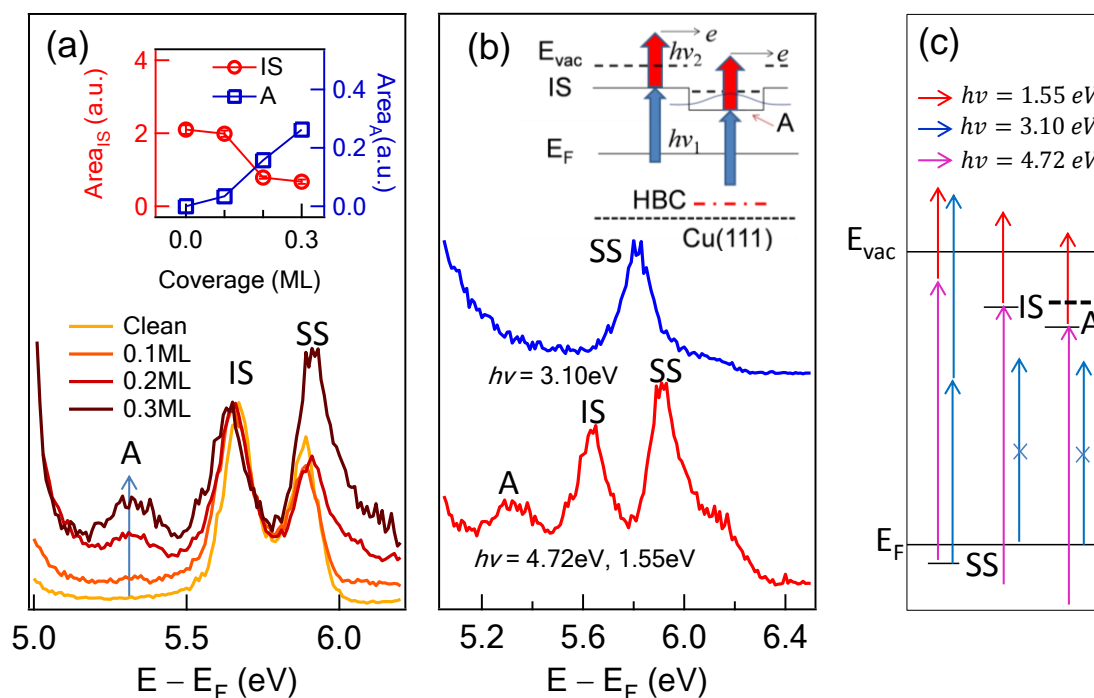 (a)
4
2
0
Area_IS (a.u.)
IS
A
0.4
0.2
0.0
Area_A(a.u.)
0.0
0.3
Coverage (ML)
Clean
0.1ML
0.2ML
0.3ML
A
IS
SS
5.0
5.5
6.0
E – E_F (eV)
(b)
E_vac
IS
E_F
hν₂
e
e
A
hν₁
HBC
Cu(111)
SS
hν = 3.10eV
A
IS
SS
hν = 4.72eV, 1.55eV
5.2
5.6
6.0
6.4
E – E_F (eV)
(c)
hν = 1.55 eV
hν = 3.10 eV
hν = 4.72 eV
E_vac
IS
A
E_F
SS